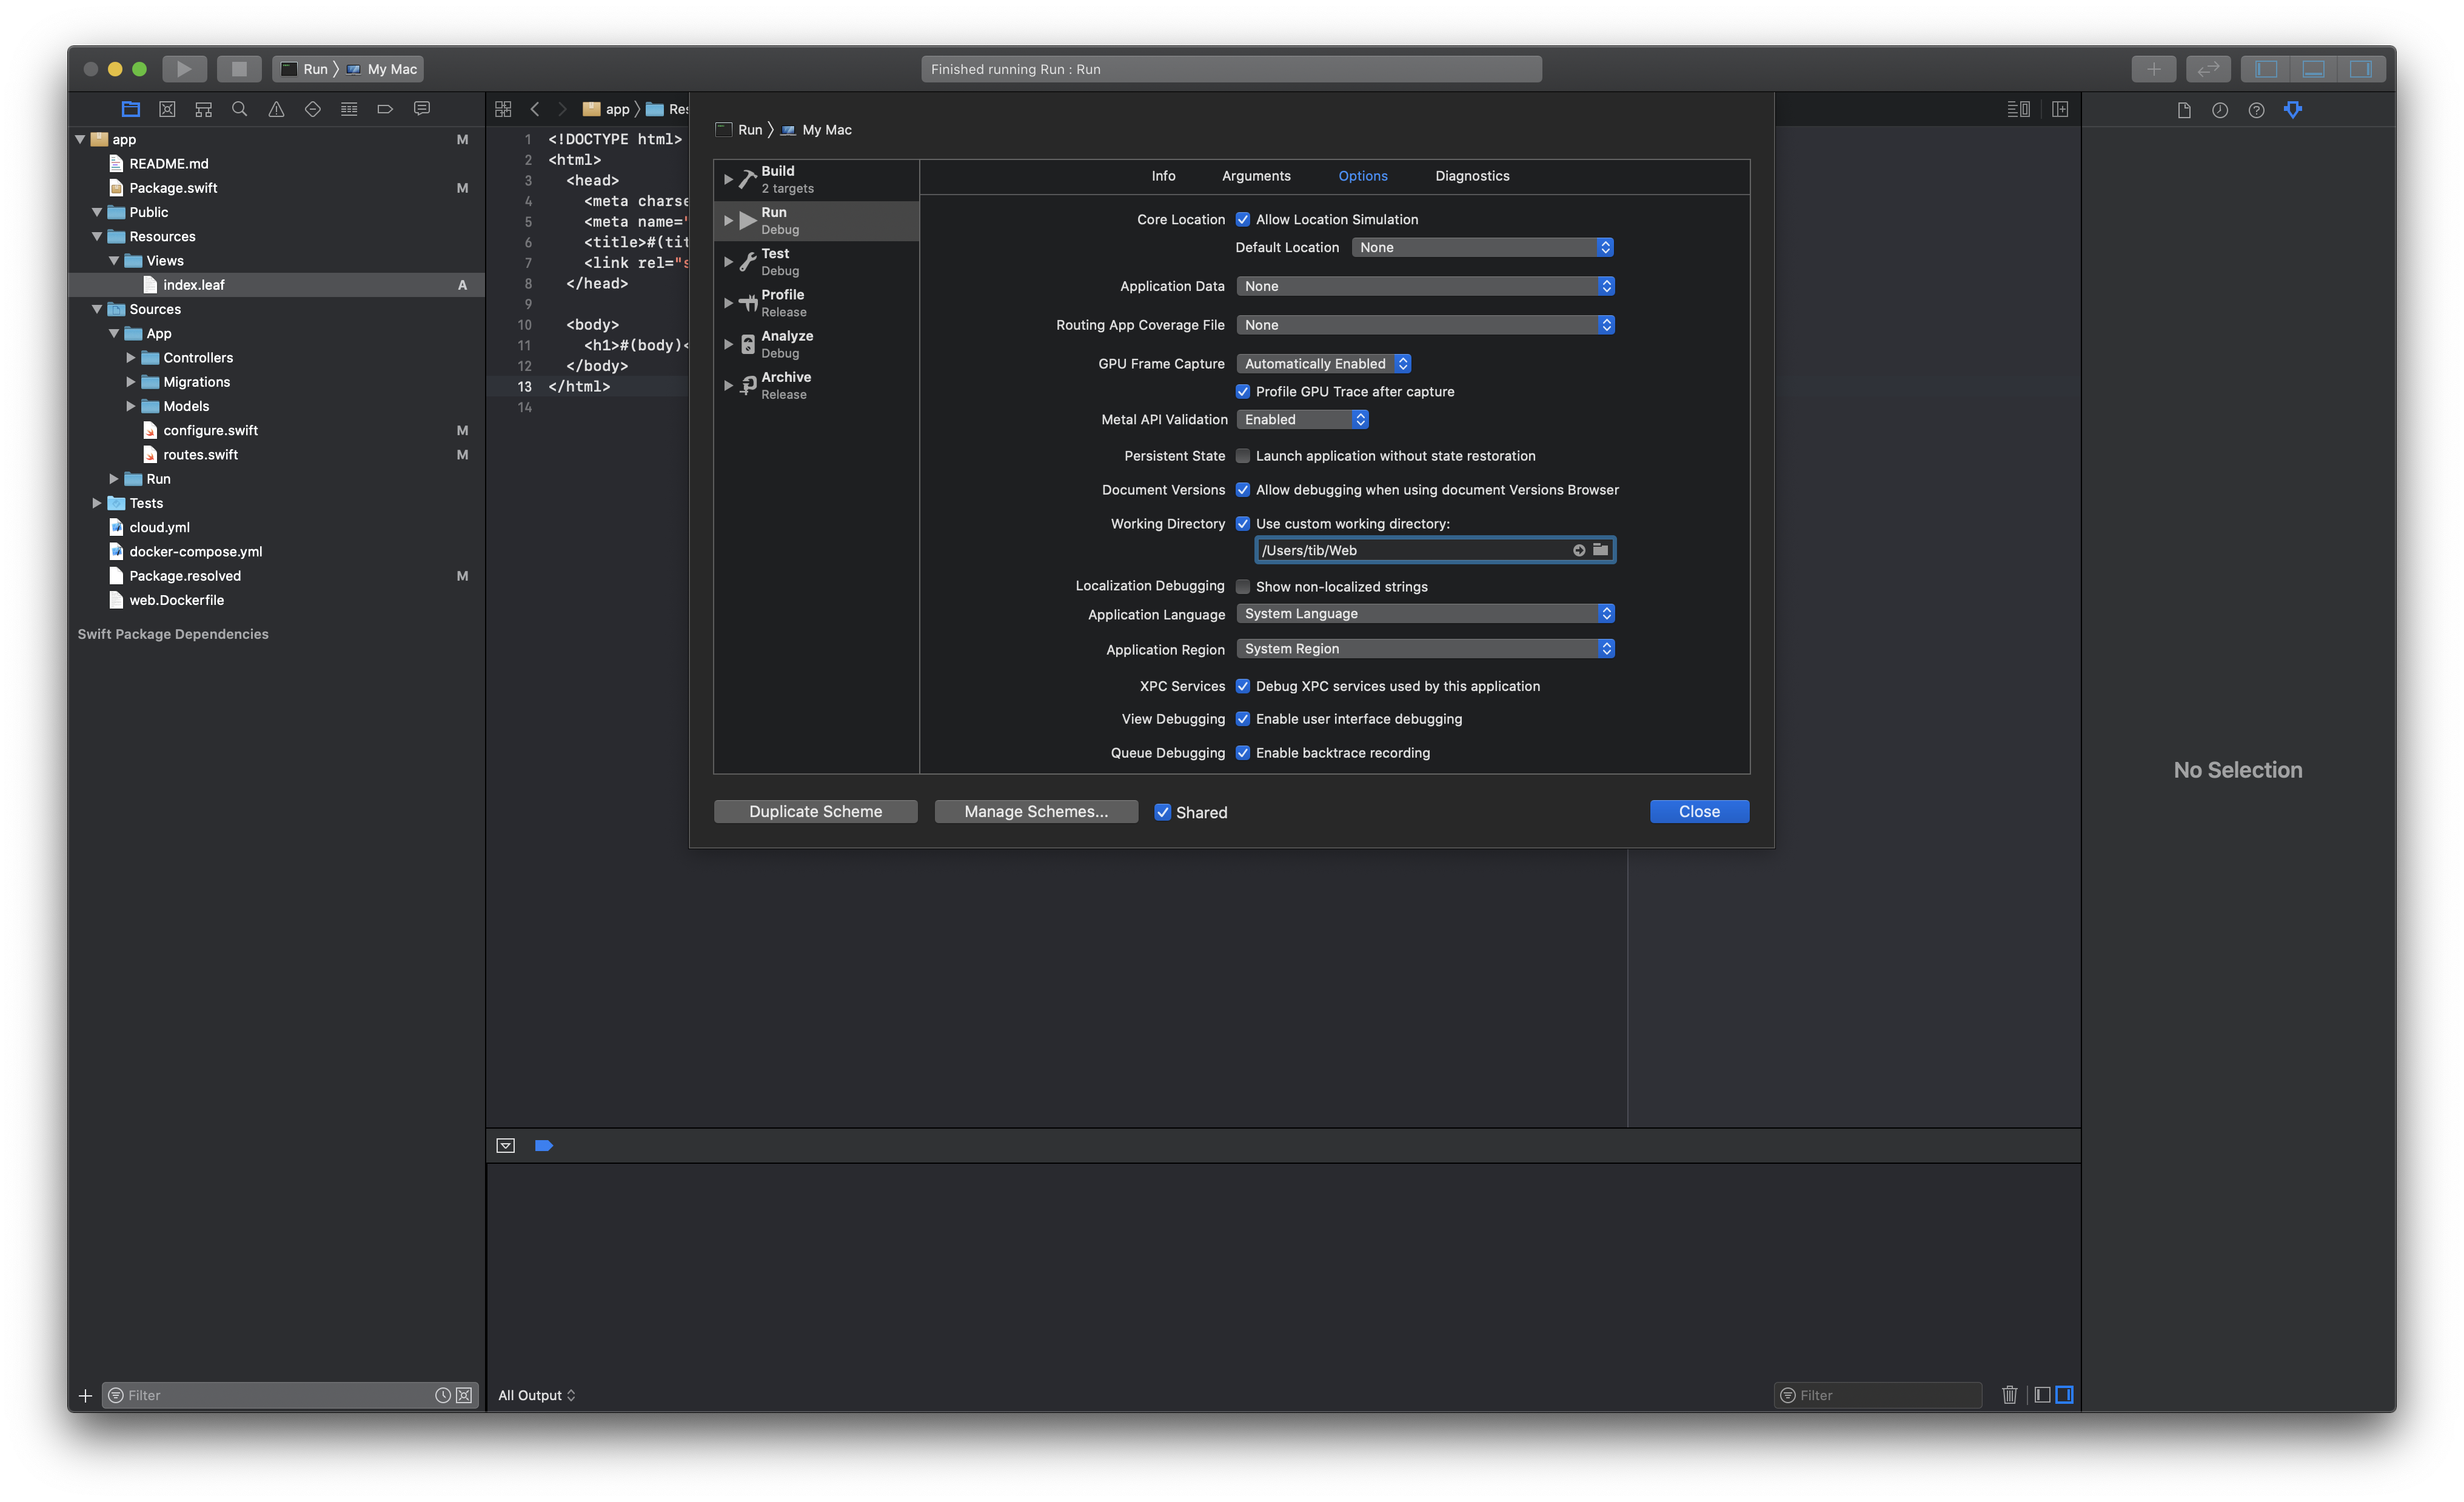 Run 〉 My Mac
Finished running Run : Run
app M
README.md
Package.swift M
Public
Resources
Views
index.leaf A
Sources
App
Controllers
Migrations
Models
configure.swift M
routes.swift M
Run
Tests
cloud.yml
docker-compose.yml
Package.resolved M
web.Dockerfile
Swift Package Dependencies
Filter
app 〉 Res
1 <!DOCTYPE html>
2 <html>
3 <head>
4 <meta charse
5 <meta name="
6 <title>#(tit
7 <link rel="s
8 </head>
9
10 <body>
11 <h1>#(body)<
12 </body>
13 </html>
14
Run 〉 My Mac
Build
2 targets
Run
Debug
Test
Debug
Profile
Release
Analyze
Debug
Archive
Release
Info Arguments Options Diagnostics
Core Location Allow Location Simulation
Default Location None
Application Data None
Routing App Coverage File None
GPU Frame Capture Automatically Enabled
Profile GPU Trace after capture
Metal API Validation Enabled
Persistent State Launch application without state restoration
Document Versions Allow debugging when using document Versions Browser
Working Directory Use custom working directory:
/Users/tib/Web
Localization Debugging Show non-localized strings
Application Language System Language
Application Region System Region
XPC Services Debug XPC services used by this application
View Debugging Enable user interface debugging
Queue Debugging Enable backtrace recording
Duplicate Scheme Manage Schemes... Shared Close
No Selection
All Output Filter